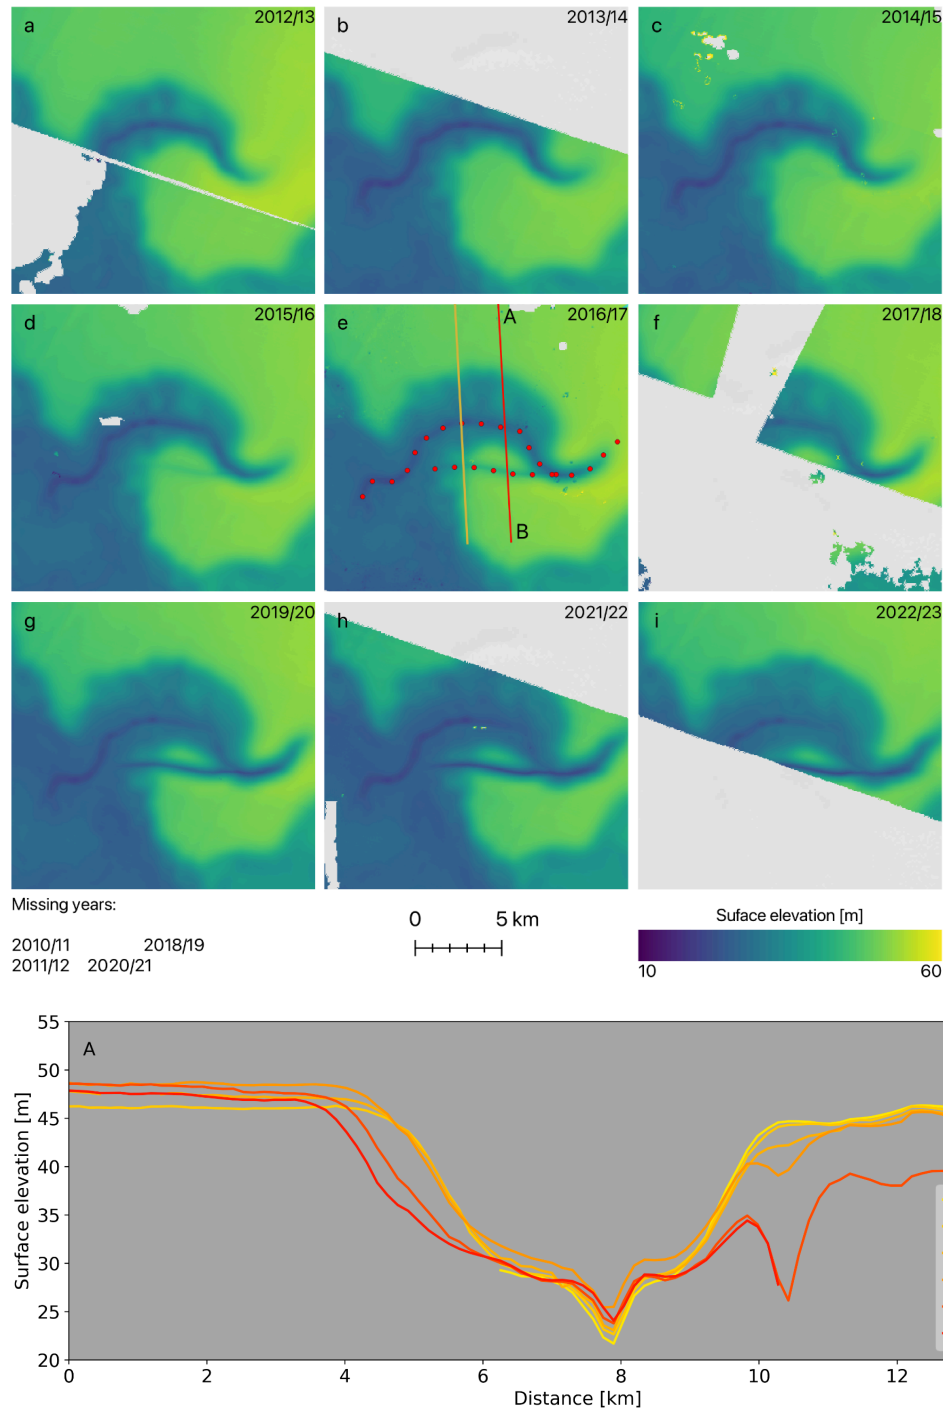 a 2012/13
b 2013/14
c 2014/15
d 2015/16
e A 2016/17
B
f 2017/18
g 2019/20
h 2021/22
i 2022/23
Missing years:
2010/11 2018/19
2011/12 2020/21
0 5 km
Suface elevation [m]
10 60
A
55
50
45
40
35
30
25
20
Surface elevation [m]
0 2 4 6 8 10 12
Distance [km]